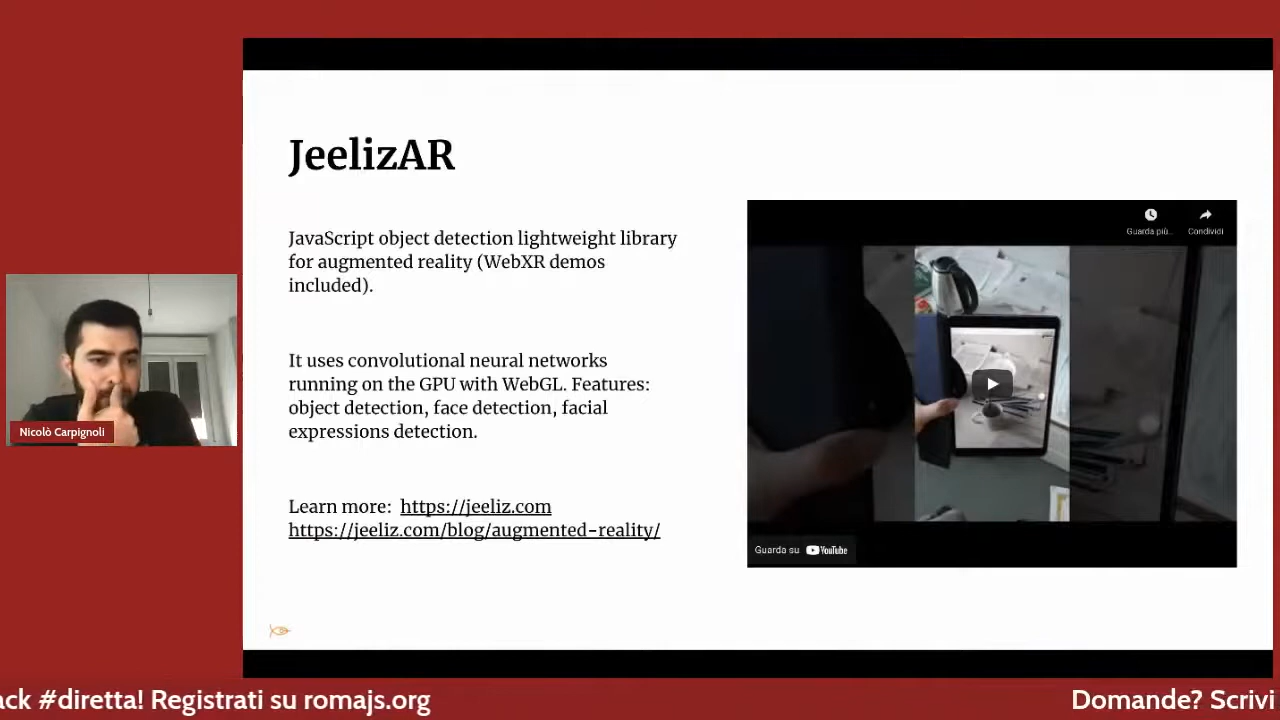 JeelizAR
JavaScript object detection lightweight library
for augmented reality (WebXR demos
included).
It uses convolutional neural networks
running on the GPU with WebGL. Features:
object detection, face detection, facial
expressions detection.
Learn more: https://jeeliz.com
https://jeeliz.com/blog/augmented-reality/
Guarda più...
Condividi
Guarda su YouTube
Nicolò Carpignoli
ack #diretta! Registrati su romajs.org
Domande? Scrivi